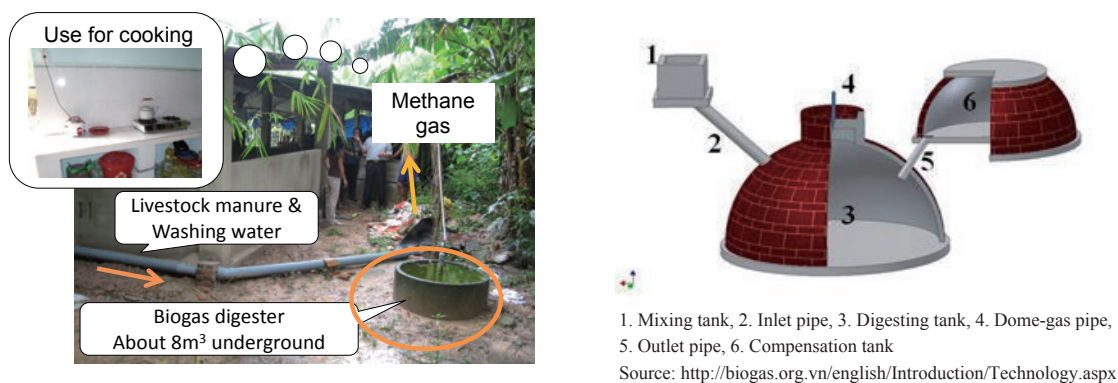 Use for cooking
Methane
gas
Livestock manure &
Washing water
Biogas digester
About 8m³ underground
1
2
3
4
5
6
1. Mixing tank, 2. Inlet pipe, 3. Digesting tank, 4. Dome-gas pipe,
5. Outlet pipe, 6. Compensation tank
Source: http://biogas.org.vn/english/Introduction/Technology.aspx